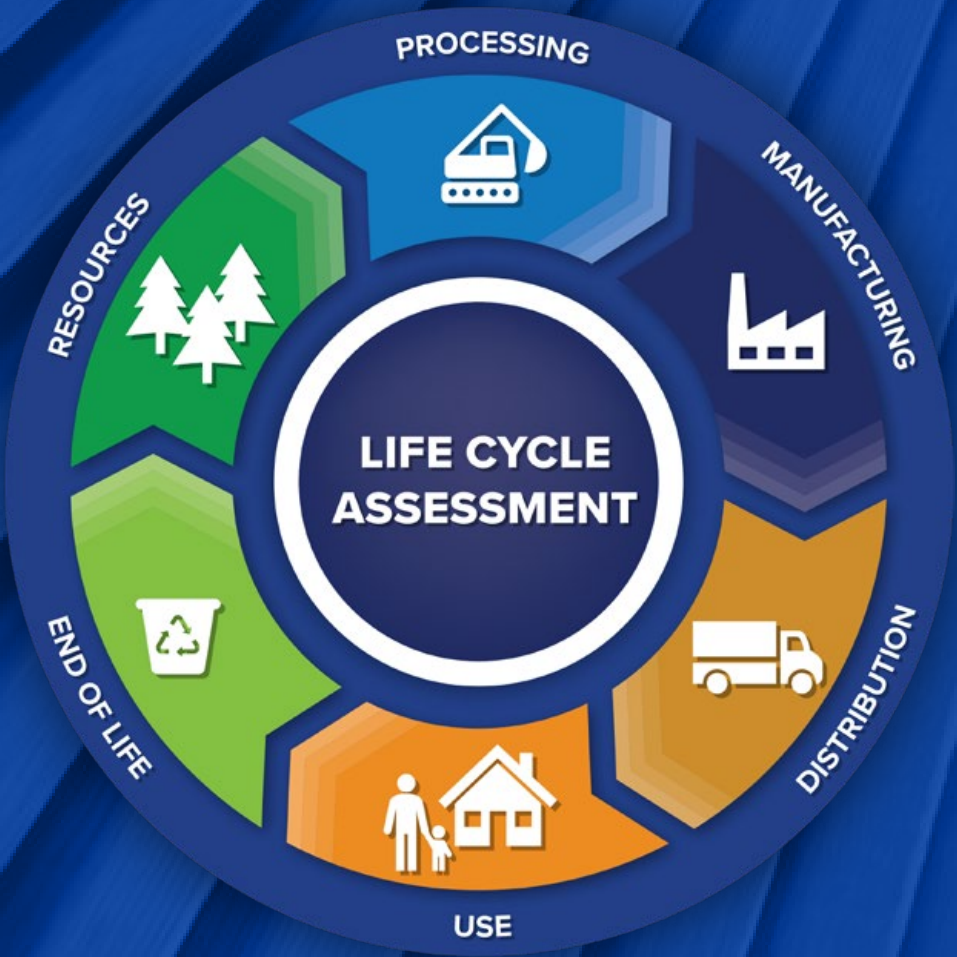 PROCESSING
MANUFACTURING
RESOURCES
LIFE CYCLE
ASSESSMENT
END OF LIFE
DISTRIBUTION
USE